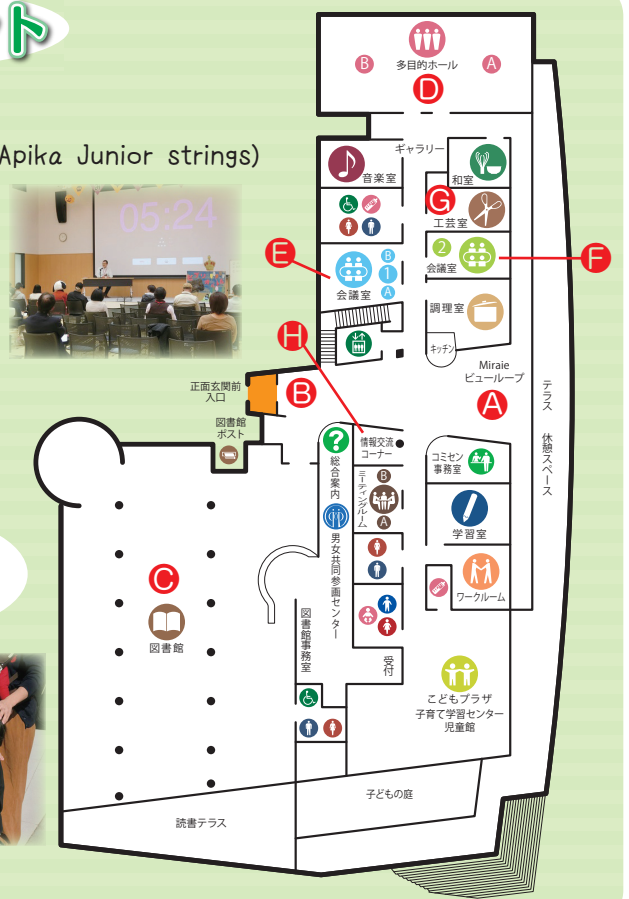 ト
Apika Junior strings)
05:24
B
多目的ホール
A
D
ギャラリー
音楽室
和室
G
工芸室
E
B
1
A
会議室
2
会議室
F
調理室
H
キッチン
Miraie
ビューループ
正面玄関前
入口
B
A
テラス 休憩スペース
図書館
ポスト
?
情報交流
コーナー
総合案内
コミセン
事務室
ミーティングルーム
B
A
学習室
男女共同参画センター
C
図書館
ワークルーム
図書館事務室
受付
こどもプラザ
子育て学習センター
児童館
子どもの庭
読書テラス